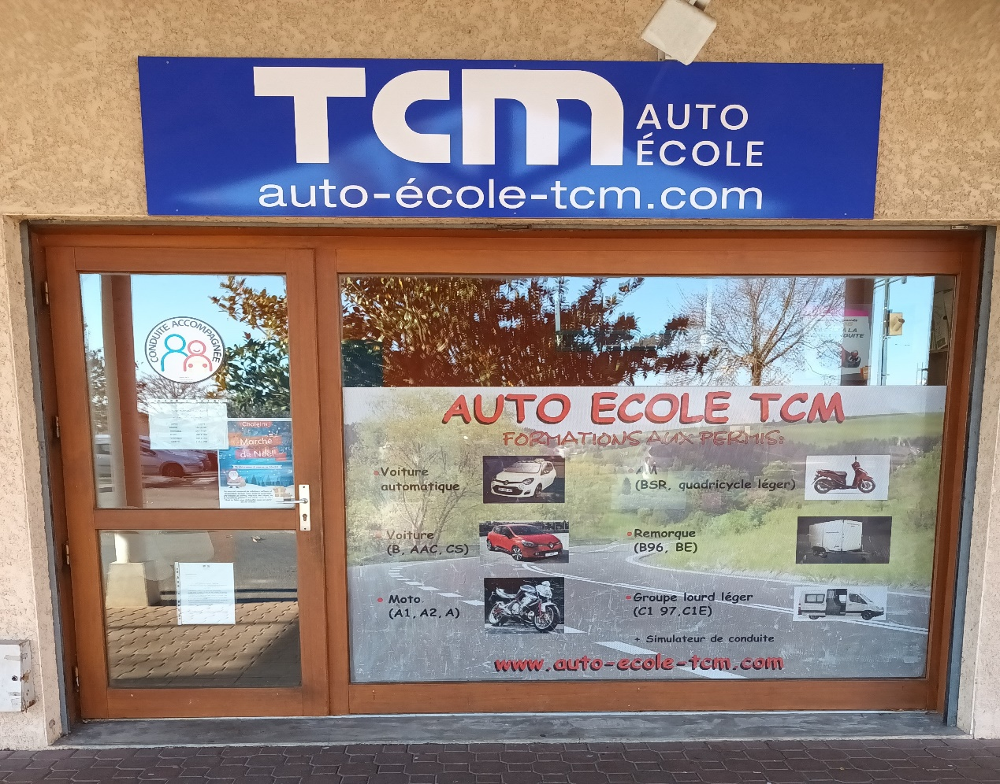 TCM
AUTO
ÉCOLE
auto-école-tcm.com
CONDUITE ACCOMPAGNÉE
Marché
de Noël
AUTO ECOLE TCM
FORMATIONS AUX PERMIS:
Voiture
automatique
AM
(BSR, quadricycle léger)
Voiture
(B, AAC, CS)
Remorque
(B96, BE)
Moto
(A1, A2, A)
Groupe lourd léger
(C1 97,C1E)
+ Simulateur de conduite
www.auto-ecole-tcm.com